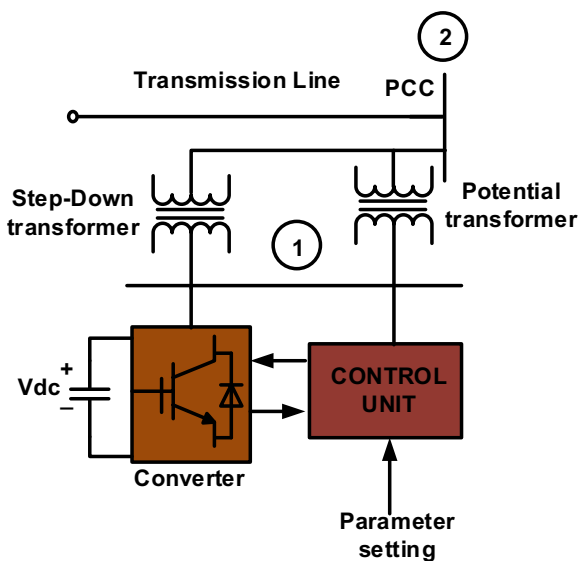 2
Transmission Line
PCC
Step-Down
transformer
Potential
transformer
1
+
Vdc
–
CONTROL
UNIT
Converter
Parameter
setting